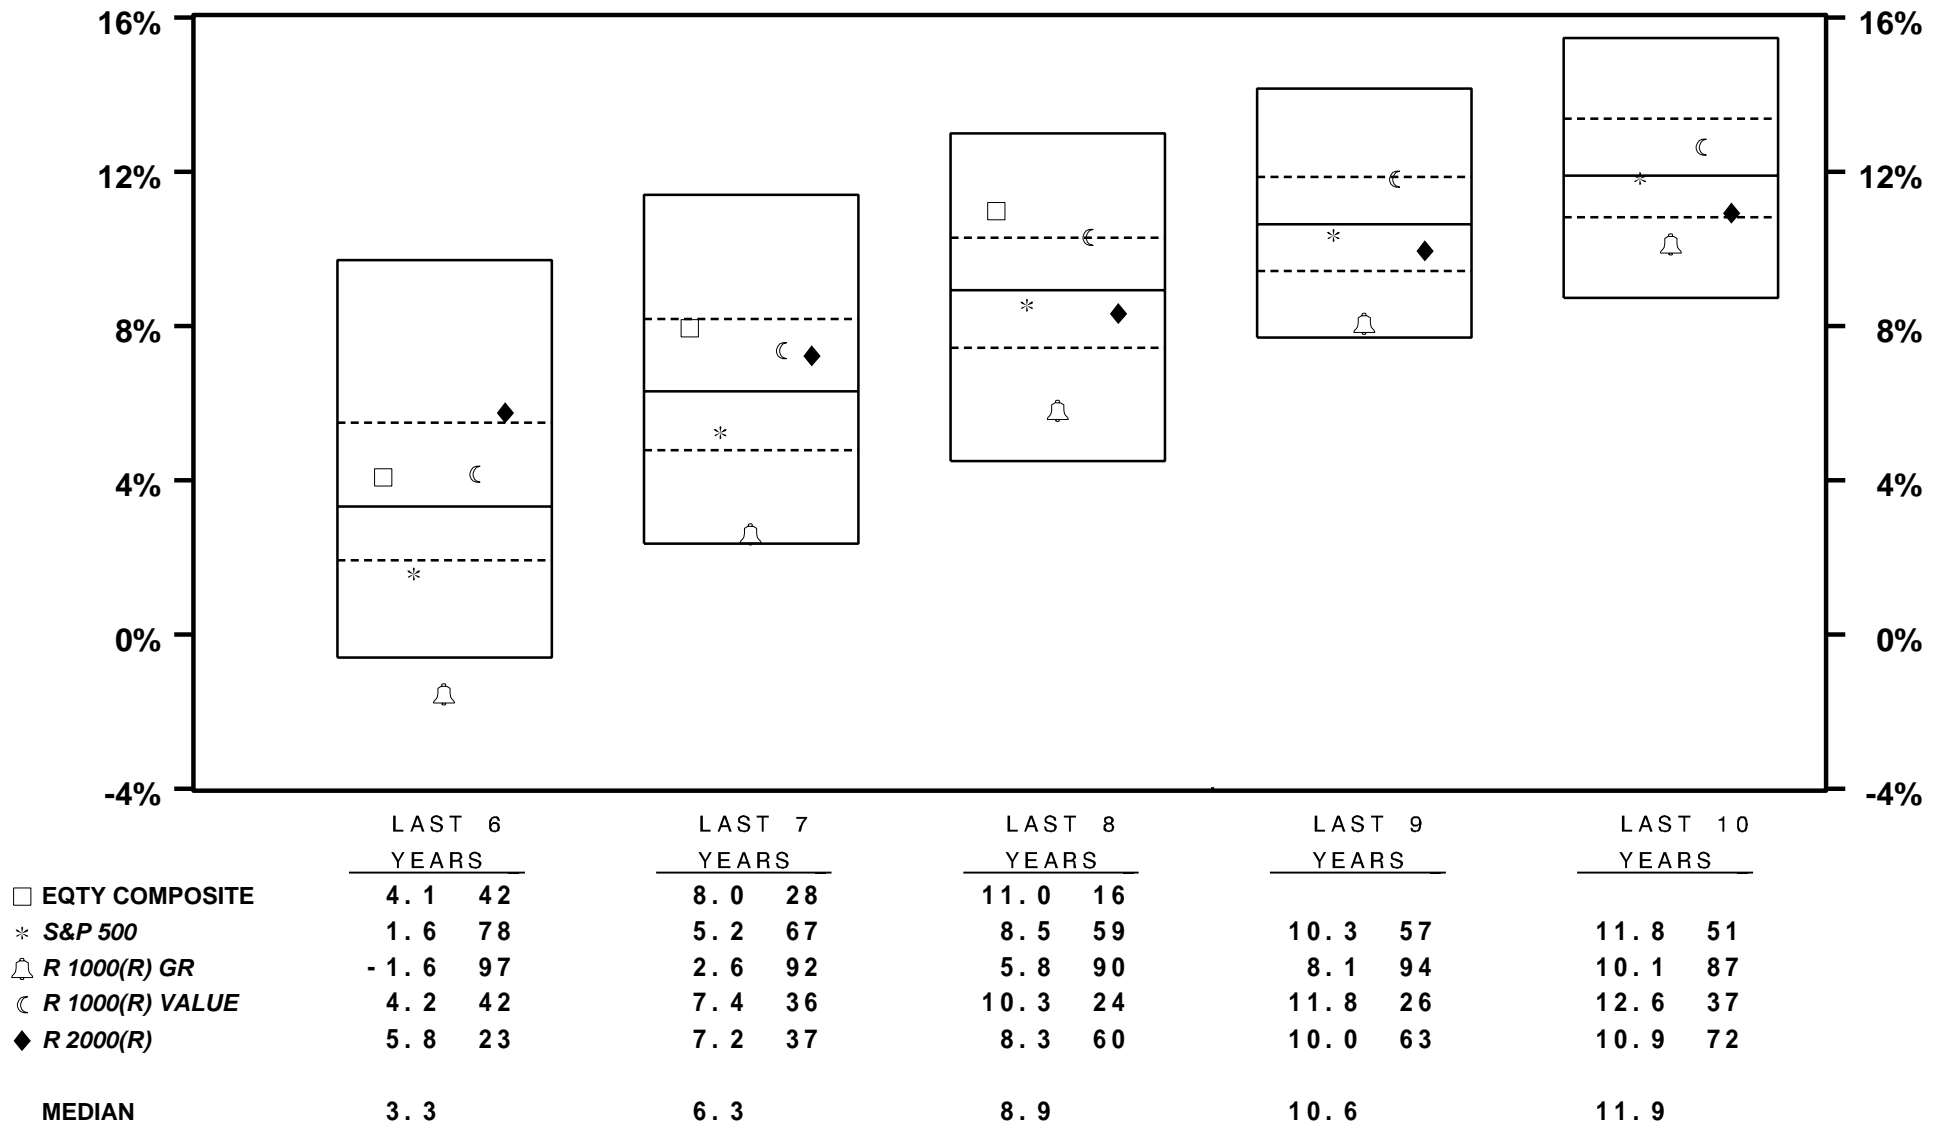 16% 16%
12% 12%
8% 8%
4% 4%
0% 0%
-4% -4%
LAST 6 LAST 7 LAST 8 LAST 9 LAST 10
YEARS YEARS YEARS YEARS YEARS
EQTY COMPOSITE 4.1 42 8.0 28 11.0 16
S&P 500 1.6 78 5.2 67 8.5 59 10.3 57 11.8 51
R 1000(R) GR -1.6 97 2.6 92 5.8 90 8.1 94 10.1 87
R 1000(R) VALUE 4.2 42 7.4 36 10.3 24 11.8 26 12.6 37
R 2000(R) 5.8 23 7.2 37 8.3 60 10.0 63 10.9 72
MEDIAN 3.3 6.3 8.9 10.6 11.9